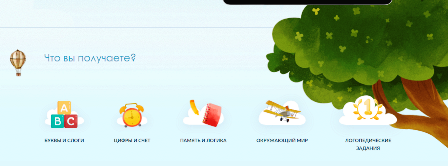 Что вы получаете?
A
B C
БУКВЫ И СЛОГИ
ЦИФРЫ И СЧЕТ
ПАМЯТЬ И ЛОГИКА
ОКРУЖАЮЩИЙ МИР
ЛОГОПЕДИЧЕСКИЕ
ЗАДАНИЯ